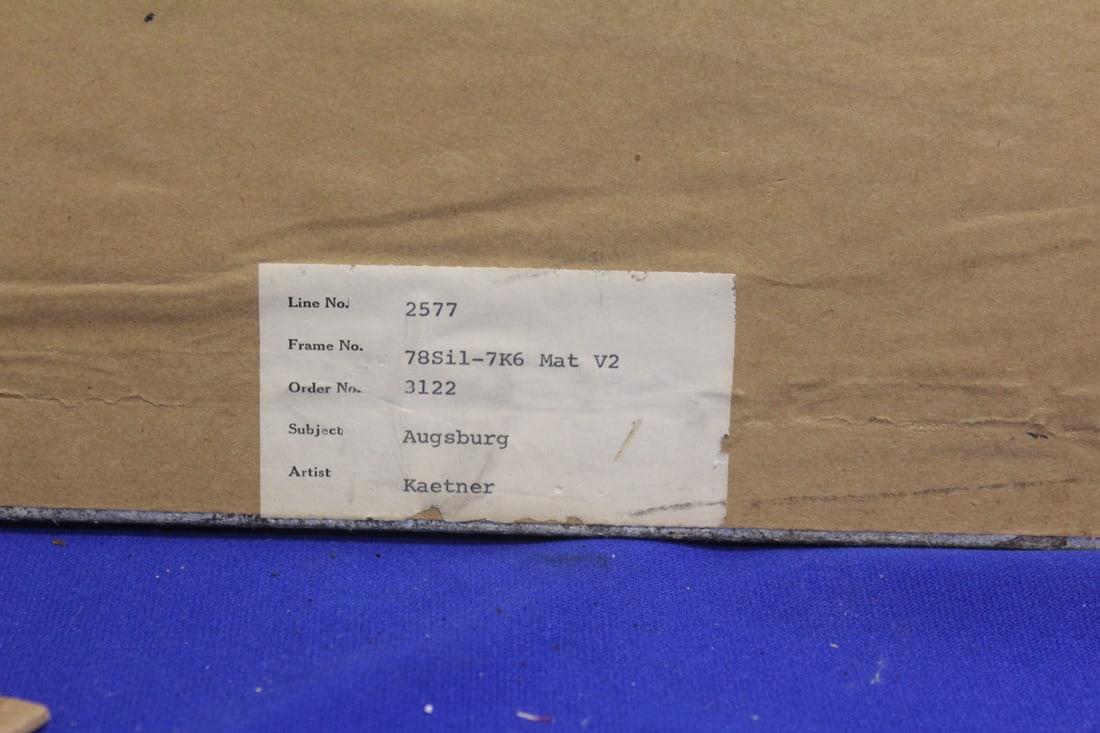 Line No. 2577
Frame No. 78Sil-7K6 Mat V2
Order No. 3122
Subject Augsburg
Artist Kaetner